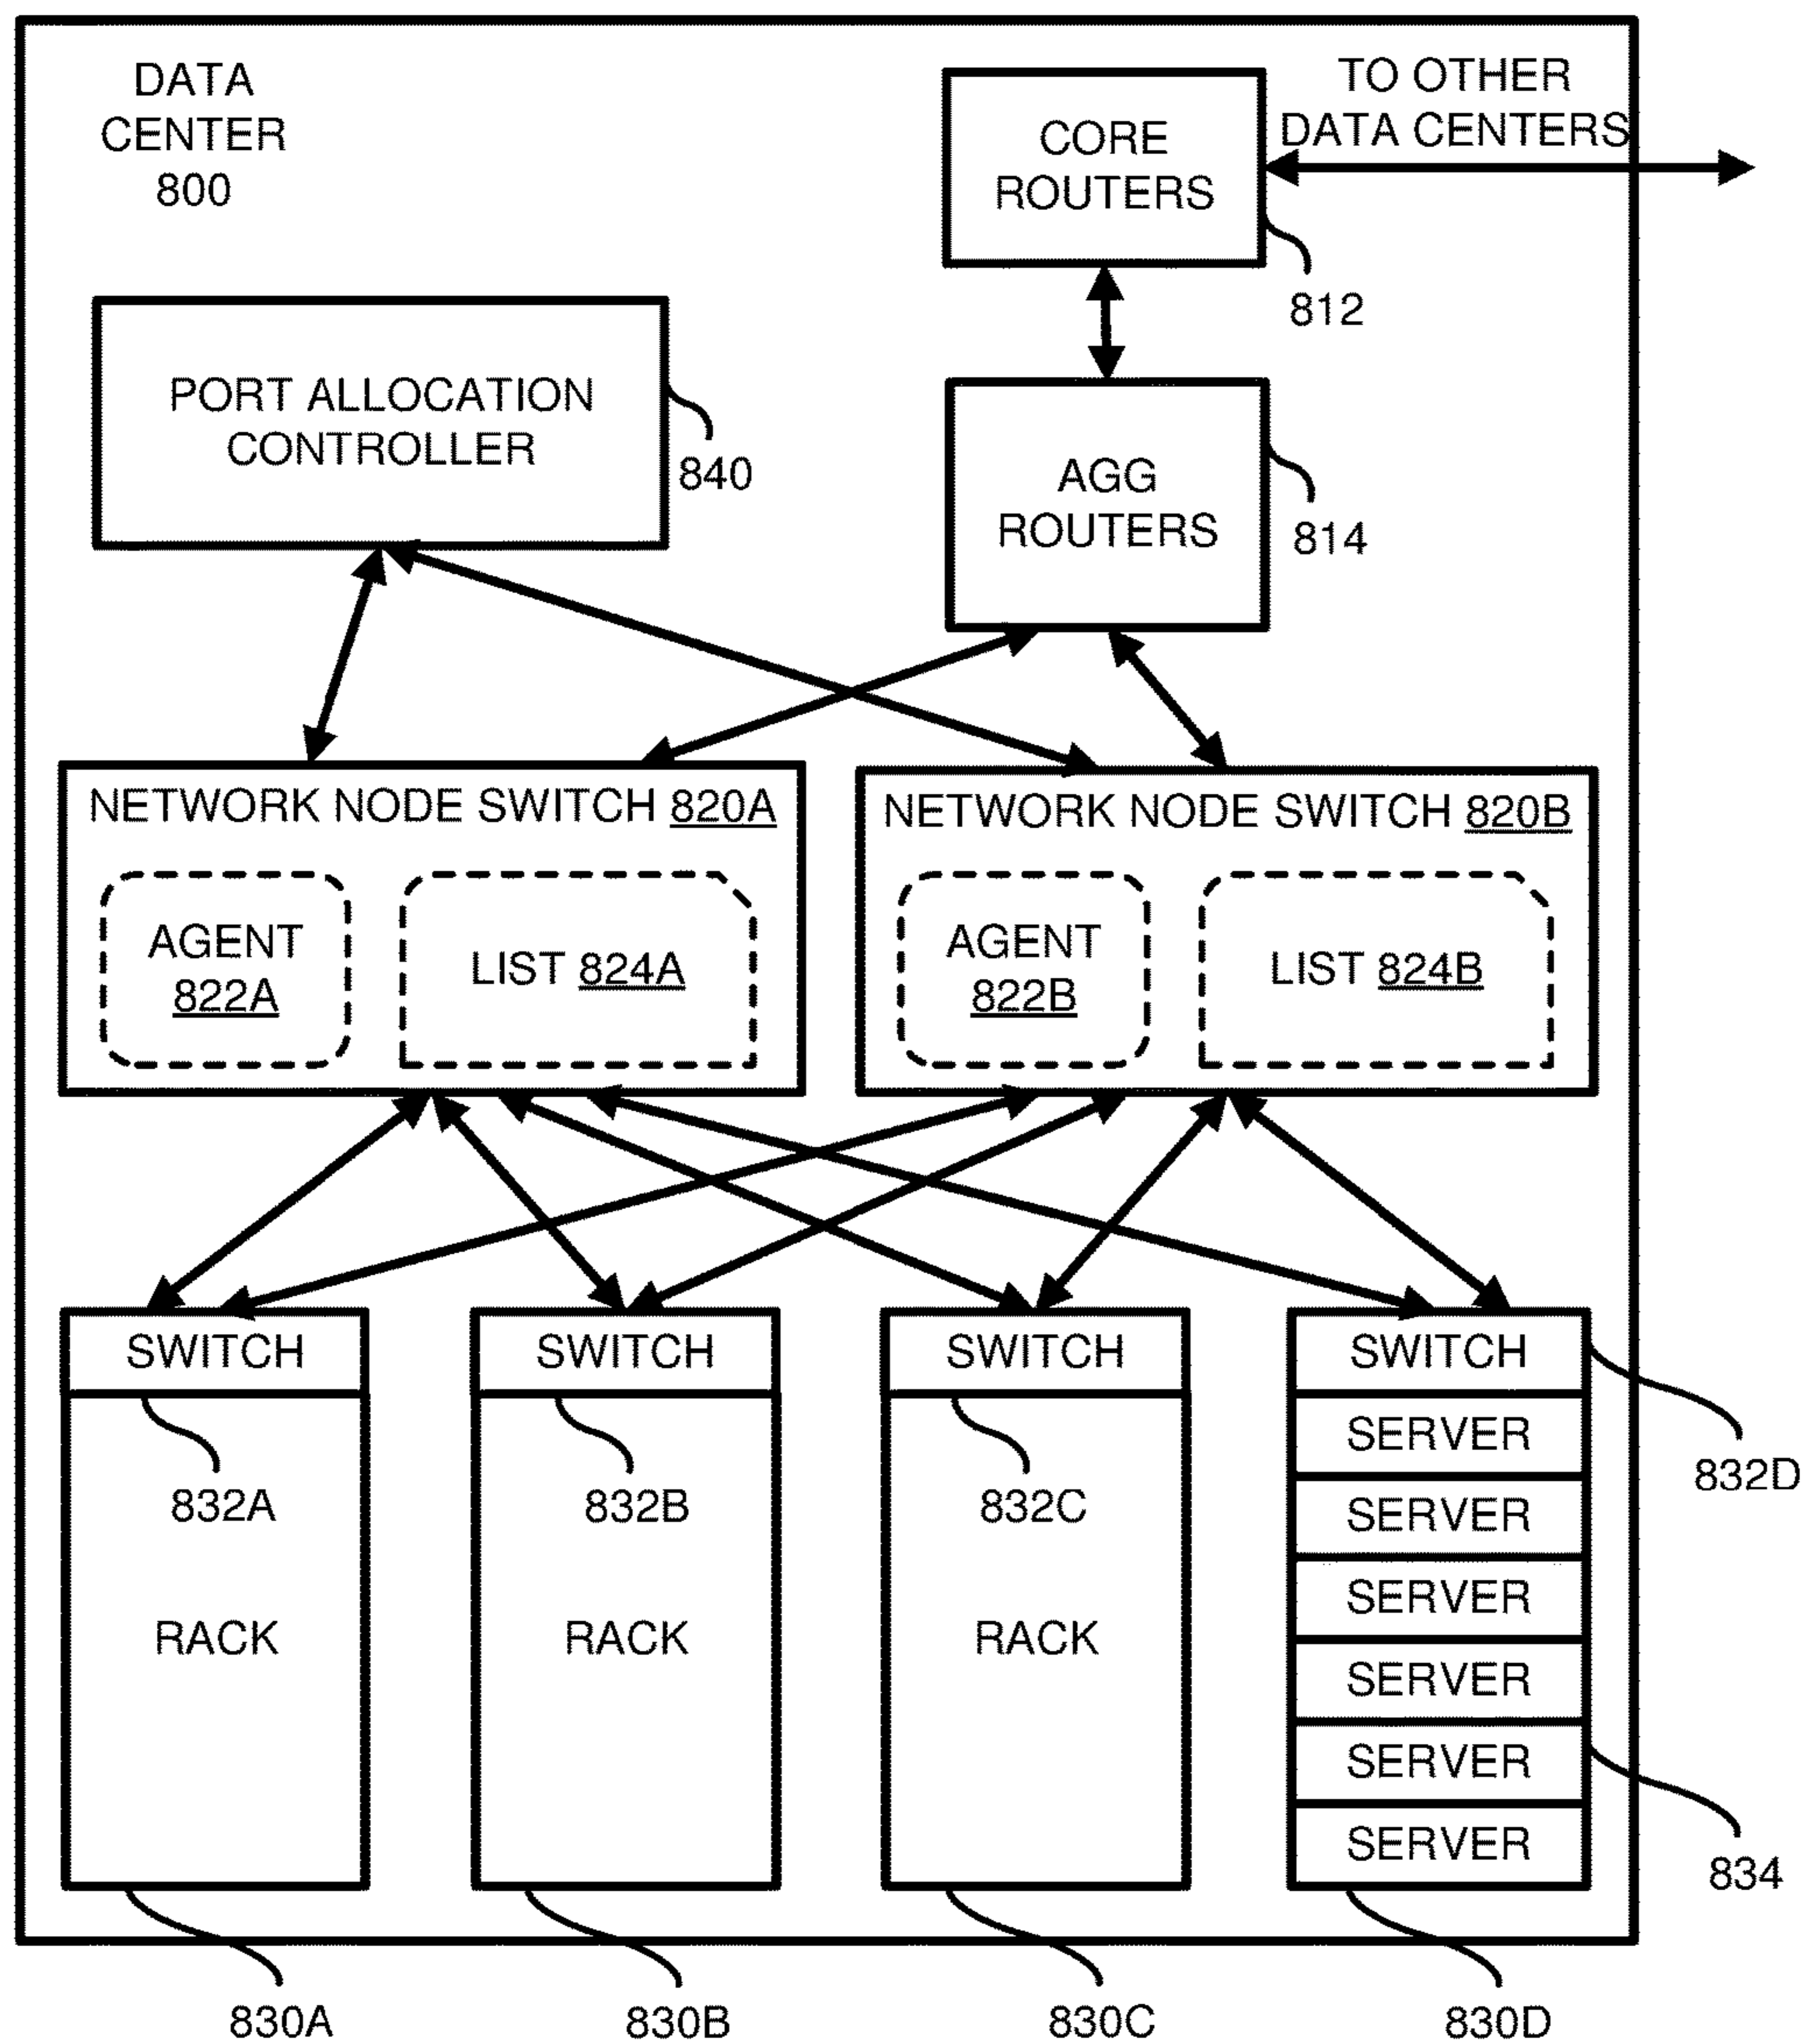 DATA
CENTER
800
TO OTHER
DATA CENTERS
CORE
ROUTERS
812
PORT ALLOCATION
CONTROLLER
840
AGG
ROUTERS
814
NETWORK NODE SWITCH 820A
AGENT
822A
LIST 824A
NETWORK NODE SWITCH 820B
AGENT
822B
LIST 824B
SWITCH
832A
RACK
SWITCH
832B
RACK
SWITCH
832C
RACK
SWITCH
832D
SERVER
SERVER
SERVER
SERVER
SERVER
834
SERVER
830A
830B
830C
830D